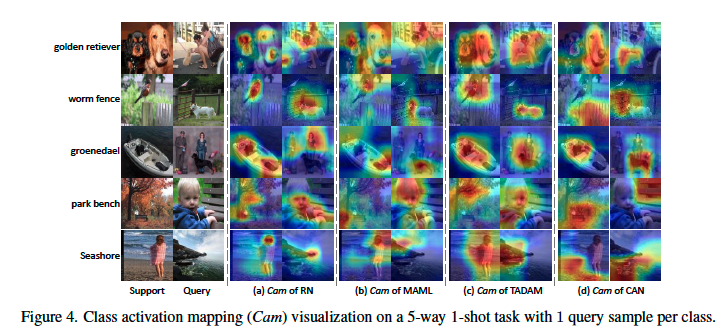 golden retiever
worm fence
groenedael
park bench
Seashore
Support Query (a) Cam of RN (b) Cam of MAML (c) Cam of TADAM (d) Cam of CAN
Figure 4. Class activation mapping (Cam) visualization on a 5-way 1-shot task with 1 query sample per class.